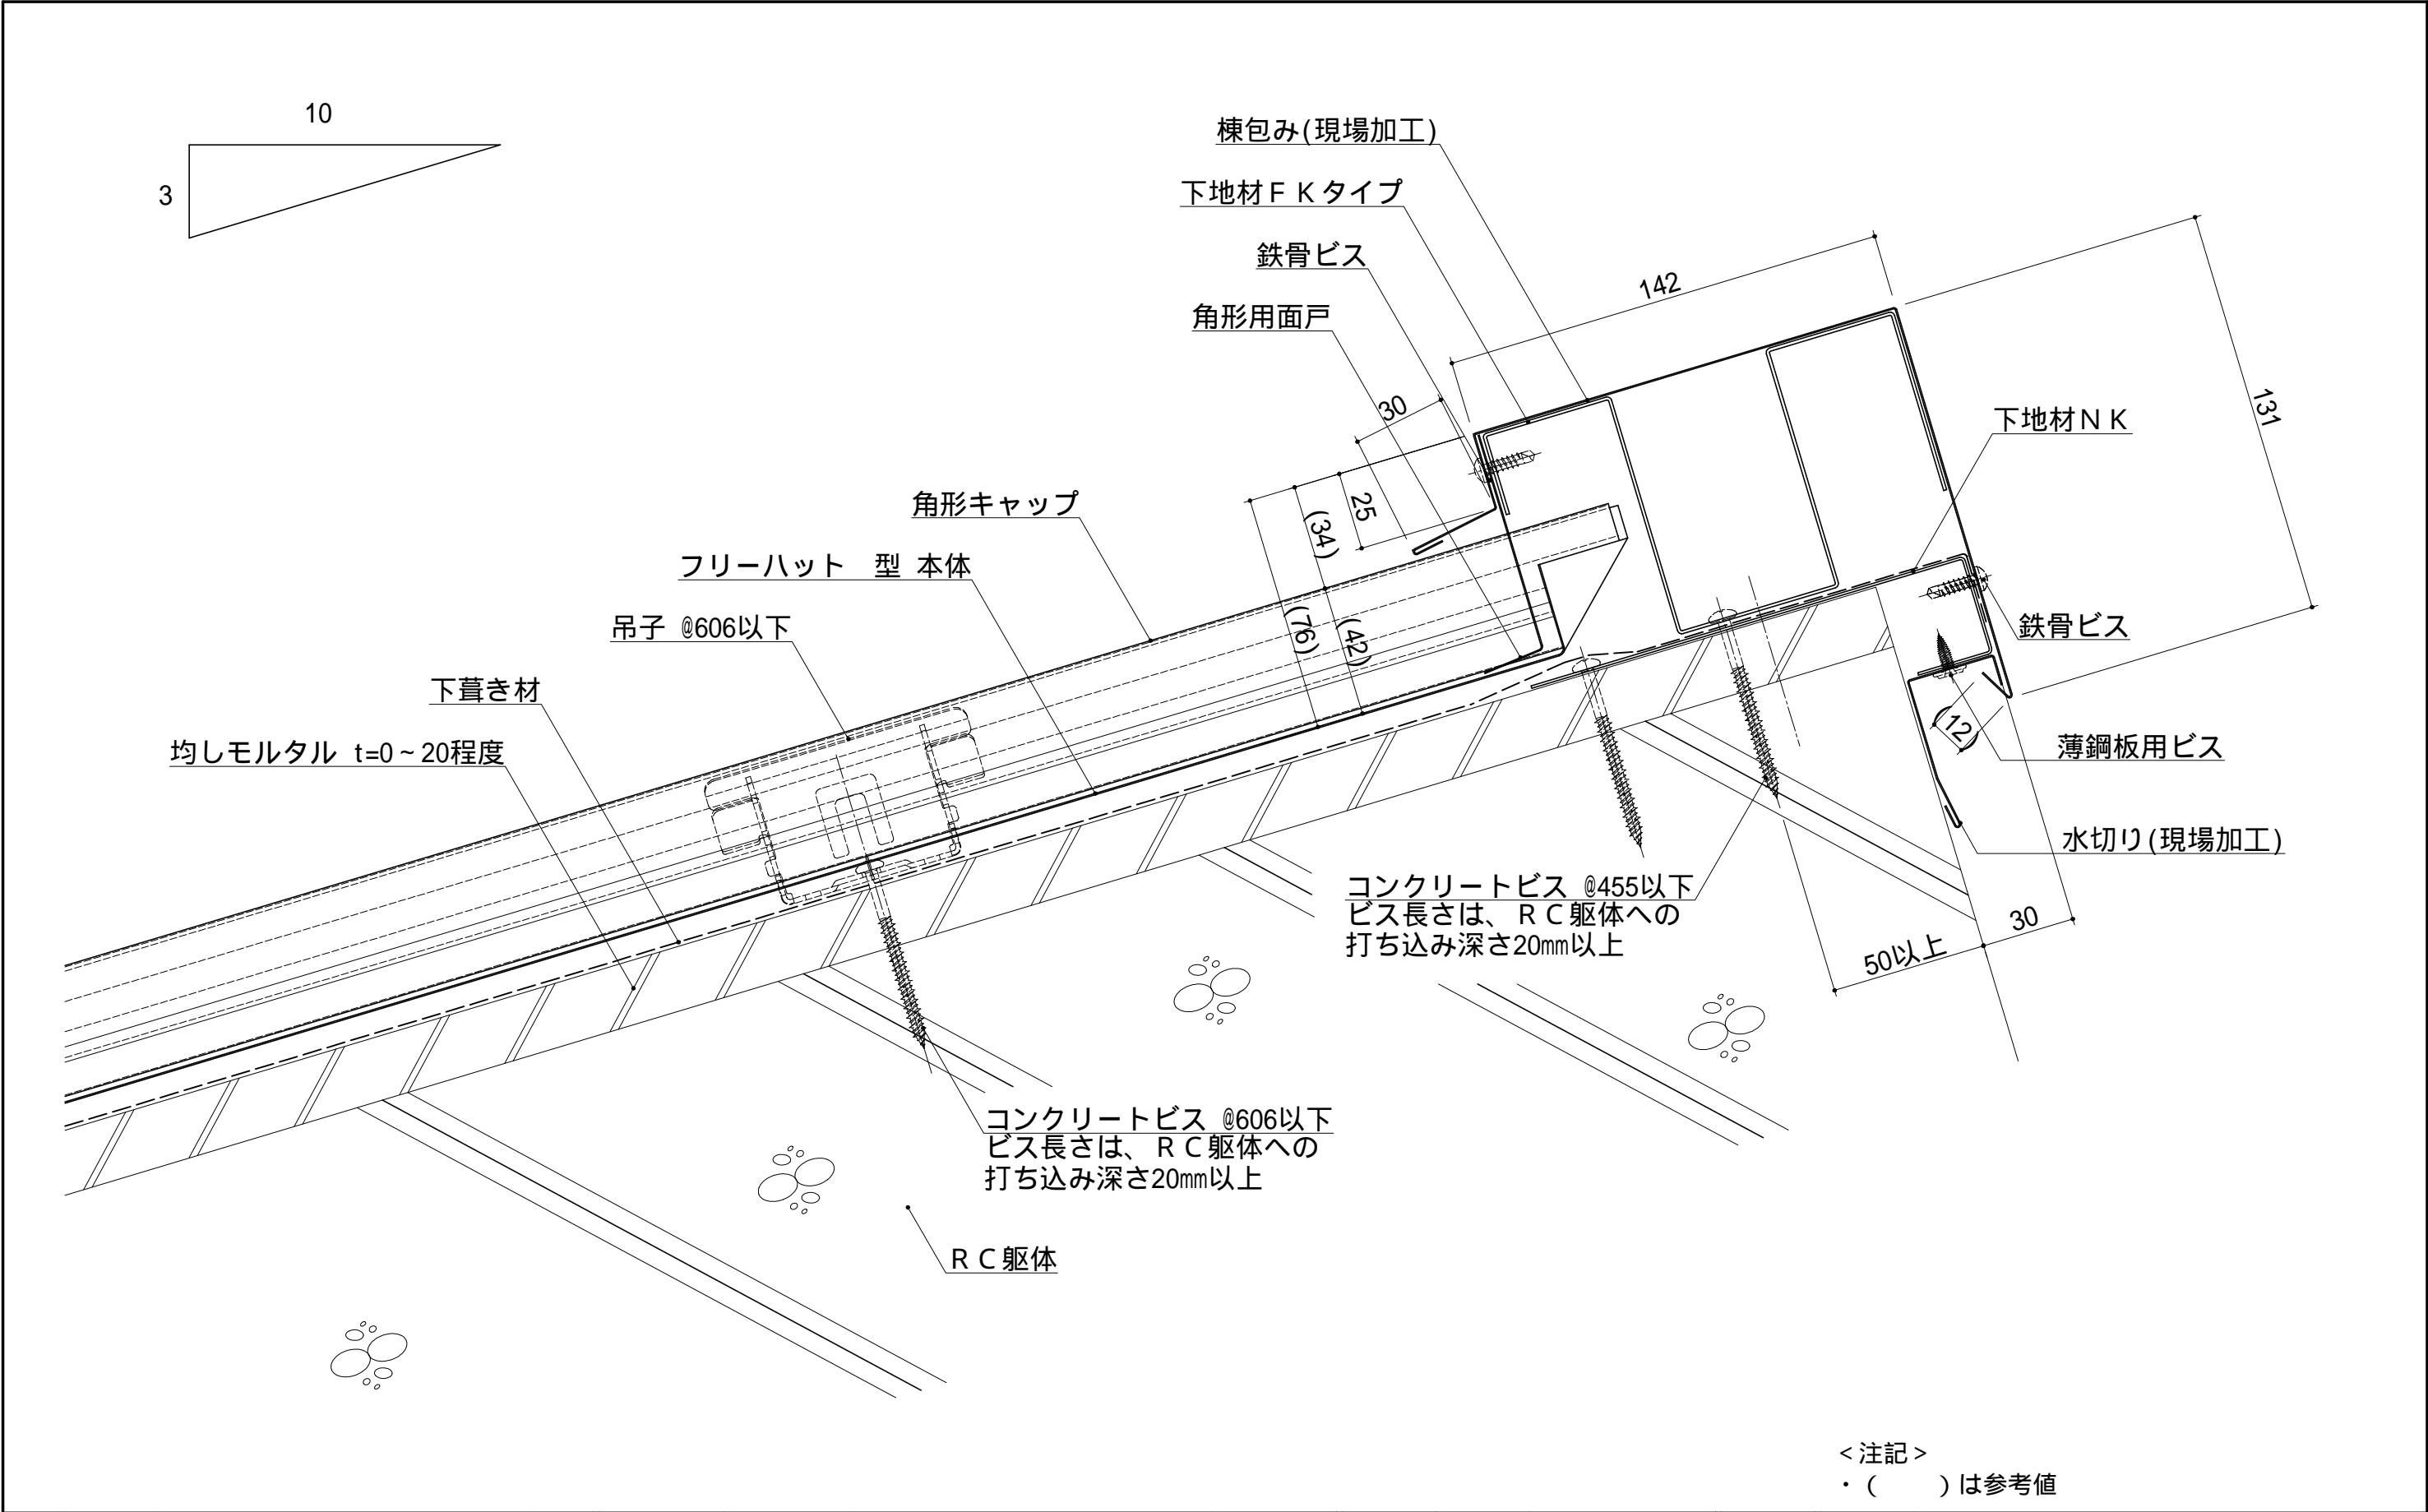 10
3
棟包み(現場加工)
下地材ＦＫタイプ
鉄骨ビス
角形用面戸
142
131
30
下地材ＮＫ
25
(34)
(76)
(42)
角形キャップ
フリーハット　型 本体
吊子 @606以下
下葺き材
均しモルタル t=0～20程度
鉄骨ビス
(12)
薄鋼板用ビス
水切り(現場加工)
コンクリートビス @455以下
ビス長さは、ＲＣ躯体への
打ち込み深さ20㎜以上
50以上
30
コンクリートビス @606以下
ビス長さは、ＲＣ躯体への
打ち込み深さ20㎜以上
ＲＣ躯体
<注記>
・(　　)は参考値